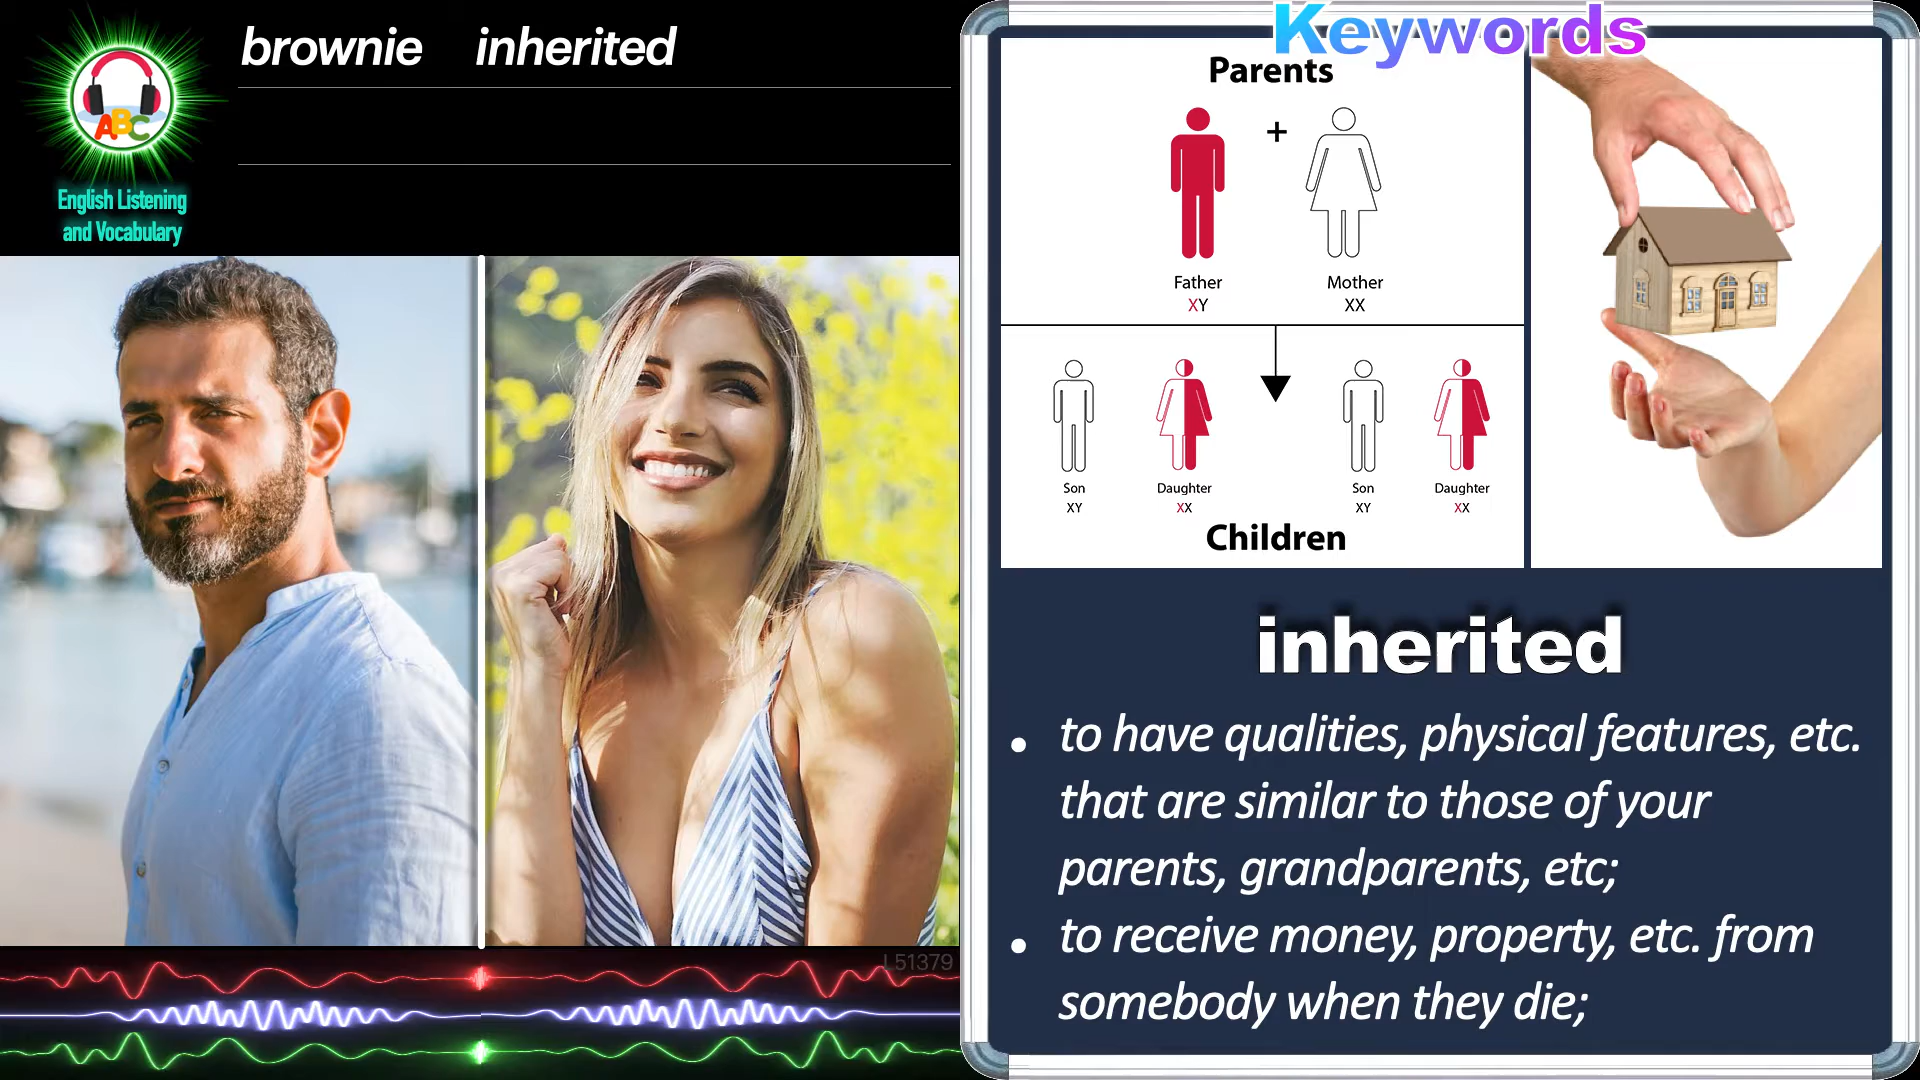 brownie inherited
ABC
English Listening
and Vocabulary
L51379
Keywords
Parents
+
Father
XY
Mother
XX
Son
XY
Daughter
XX
Son
XY
Daughter
XX
Children
inherited
• to have qualities, physical features, etc.
that are similar to those of your
parents, grandparents, etc;
• to receive money, property, etc. from
somebody when they die;